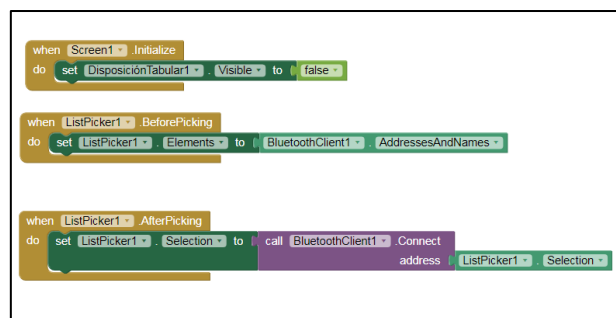 when Screen1 .Initialize
do set DisposiciónTabular1 . Visible to false
when ListPicker1 .BeforePicking
do set ListPicker1 . Elements to BluetoothClient1 . AddressesAndNames
when ListPicker1 .AfterPicking
do set ListPicker1 . Selection to call BluetoothClient1 .Connect
address ListPicker1 . Selection